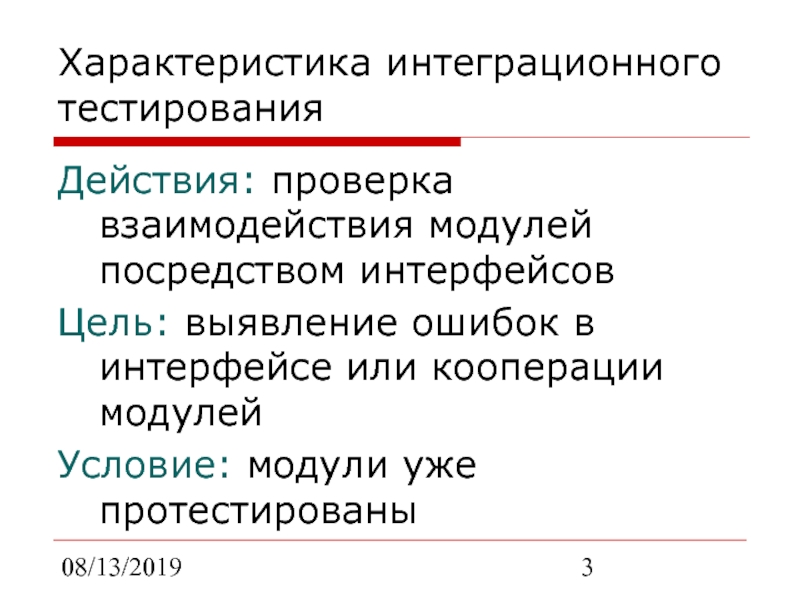 Характеристика интеграционного
тестирования
Действия: проверка
взаимодействия модулей
посредством интерфейсов
Цель: выявление ошибок в
интерфейсе или кооперации
модулей
Условие: модули уже
протестированы
08/13/2019 3